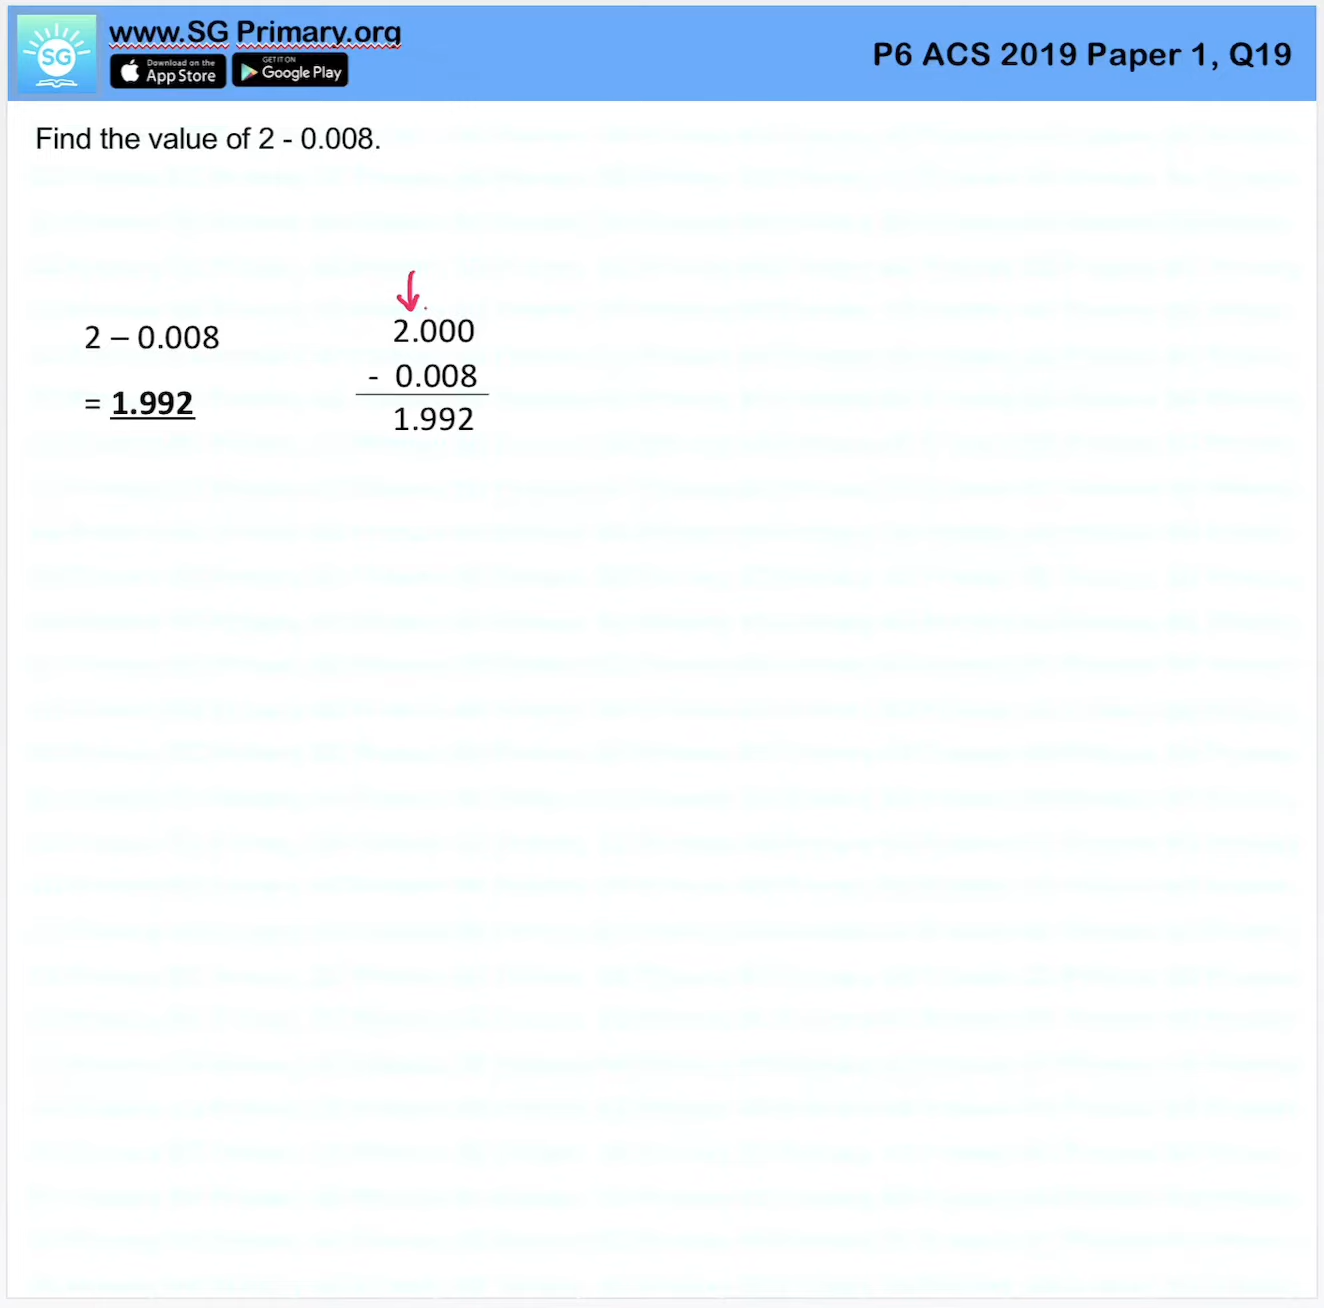 SG
www.SG Primary.org
Download on the
App Store
GET IT ON
Google Play
P6 ACS 2019 Paper 1, Q19
Find the value of 2 - 0.008.
2 – 0.008
= 1.992
2.000
- 0.008
1.992